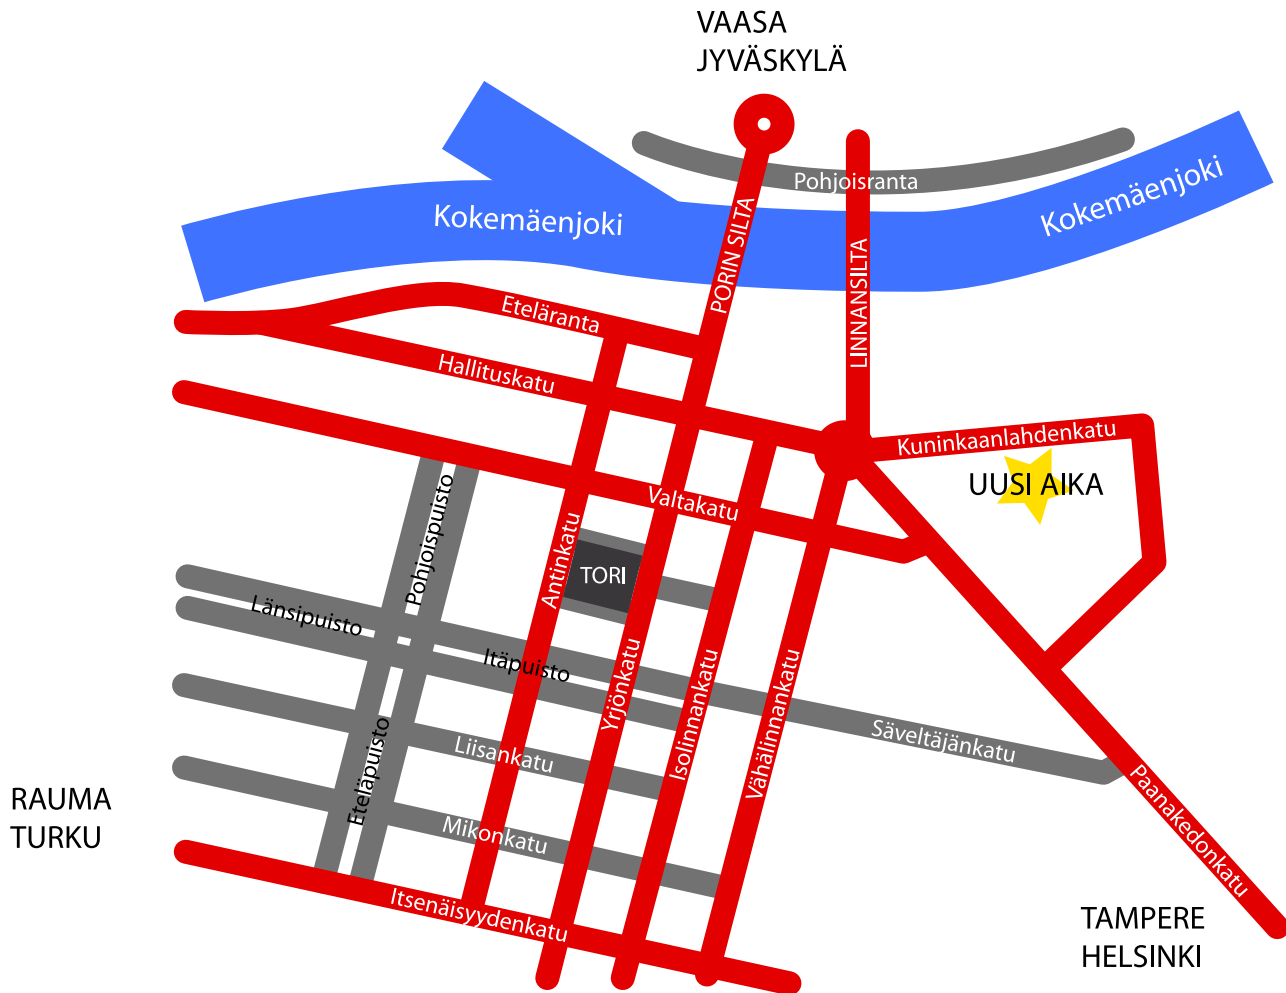 VAASA
JYVÄSKYLÄ
Pohjoisranta
Kokemäenjoki
Kokemäenjoki
PORIN SILTA
LINNANSILTA
Eteläranta
Hallituskatu
Kuninkaanlahdenkatu
UUSI AIKA
Valtakatu
Pohjoispuisto
Antinkatu
TORI
Länsipuisto
Itäpuisto
Yrjönkatu
Isolinnankatu
Vähälinnankatu
Säveltäjänkatu
Liisankatu
Eteläpuisto
Mikonkatu
Paanakedonkatu
RAUMA
TURKU
Itsenäisyydenkatu
TAMPERE
HELSINKI